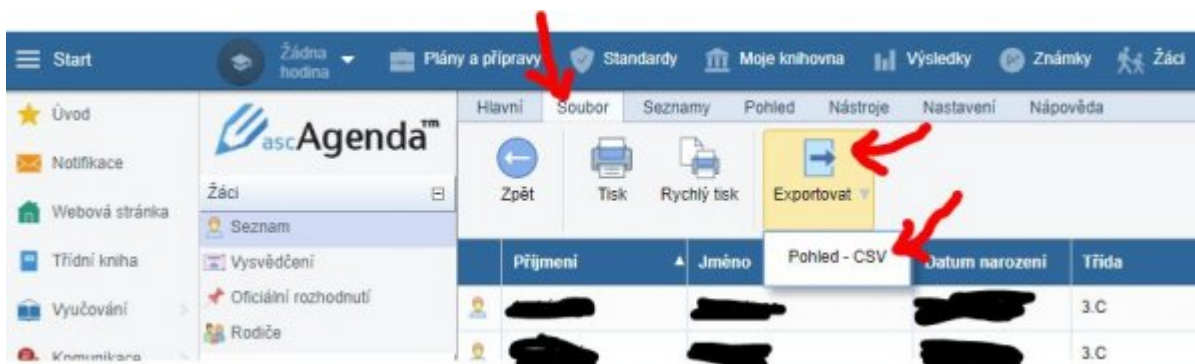 Start
Žádna
hodina
Plány a přípravy
Standardy
Moje knihovna
Výsledky
Známky
Žáci
Úvod
Notifikace
Webová stránka
Třídní kniha
Vyučování
Komunikace
ascAgenda™
Žáci
Seznam
Vysvědčení
Oficiální rozhodnutí
Rodiče
Hlavní
Soubor
Seznamy
Pohled
Nástroje
Nastavení
Nápověda
Zpět
Tisk
Rychlý tisk
Exportovat
Pohled - CSV
Příjmení
Jméno
Datum narození
Třída
3.C
3.C